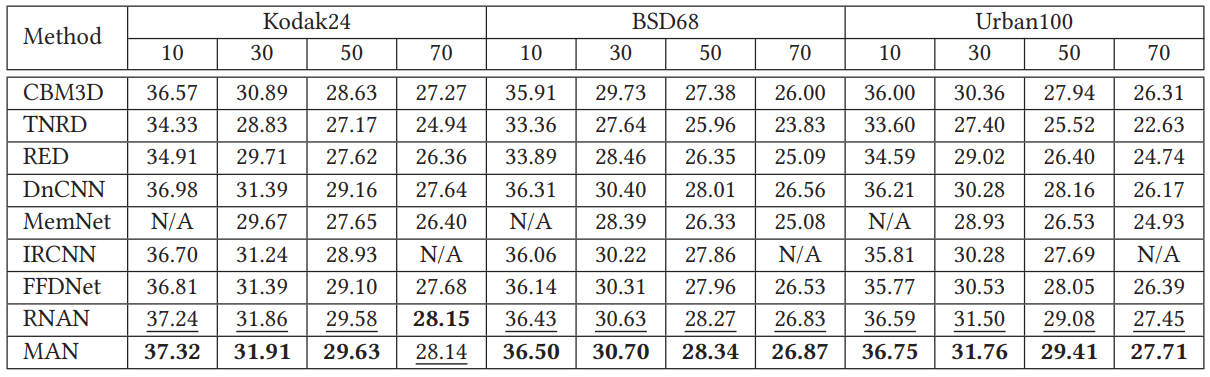 Method Kodak24 BSD68 Urban100
10 30 50 70 10 30 50 70 10 30 50 70
CBM3D 36.57 30.89 28.63 27.27 35.91 29.73 27.38 26.00 36.00 30.36 27.94 26.31
TNRD 34.33 28.83 27.17 24.94 33.36 27.64 25.96 23.83 33.60 27.40 25.52 22.63
RED 34.91 29.71 27.62 26.36 33.89 28.46 26.35 25.09 34.59 29.02 26.40 24.74
DnCNN 36.98 31.39 29.16 27.64 36.31 30.40 28.01 26.56 36.21 30.28 28.16 26.17
MemNet N/A 29.67 27.65 26.40 N/A 28.39 26.33 25.08 N/A 28.93 26.53 24.93
IRCNN 36.70 31.24 28.93 N/A 36.06 30.22 27.86 N/A 35.81 30.28 27.69 N/A
FFDNet 36.81 31.39 29.10 27.68 36.14 30.31 27.96 26.53 35.77 30.53 28.05 26.39
RNAN 37.24 31.86 29.58 28.15 36.43 30.63 28.27 26.83 36.59 31.50 29.08 27.45
MAN 37.32 31.91 29.63 28.14 36.50 30.70 28.34 26.87 36.75 31.76 29.41 27.71